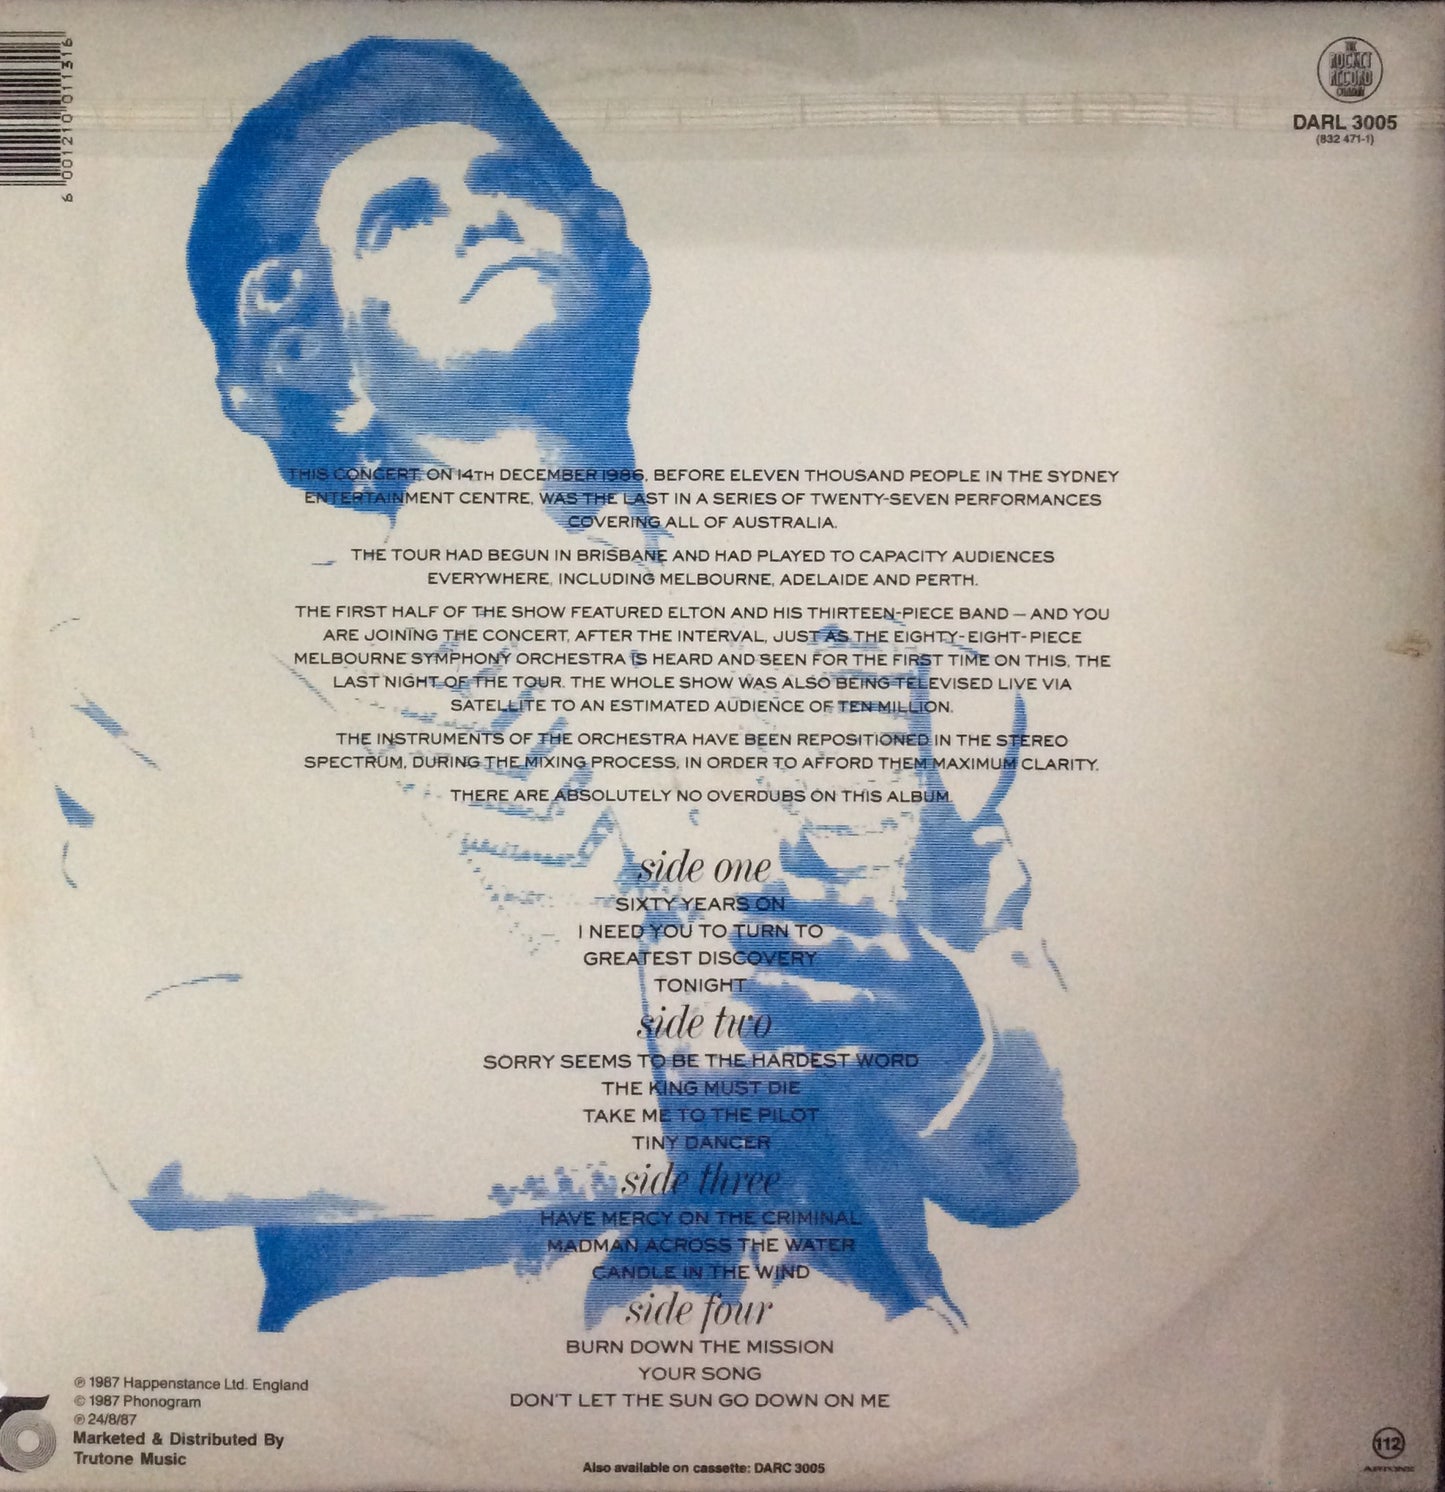 6 001210 011316
THE
ROCKET
RECORD
COMPANY
DARL 3005
(832 471-1)
THIS CONCERT, ON 14TH DECEMBER 1986, BEFORE ELEVEN THOUSAND PEOPLE IN THE SYDNEY
ENTERTAINMENT CENTRE, WAS THE LAST IN A SERIES OF TWENTY-SEVEN PERFORMANCES
COVERING ALL OF AUSTRALIA.
THE TOUR HAD BEGUN IN BRISBANE AND HAD PLAYED TO CAPACITY AUDIENCES
EVERYWHERE, INCLUDING MELBOURNE, ADELAIDE AND PERTH.
THE FIRST HALF OF THE SHOW FEATURED ELTON AND HIS THIRTEEN-PIECE BAND — AND YOU
ARE JOINING THE CONCERT, AFTER THE INTERVAL, JUST AS THE EIGHTY-EIGHT-PIECE
MELBOURNE SYMPHONY ORCHESTRA IS HEARD AND SEEN FOR THE FIRST TIME ON THIS, THE
LAST NIGHT OF THE TOUR. THE WHOLE SHOW WAS ALSO BEING TELEVISED LIVE VIA
SATELLITE TO AN ESTIMATED AUDIENCE OF TEN MILLION.
THE INSTRUMENTS OF THE ORCHESTRA HAVE BEEN REPOSITIONED IN THE STEREO
SPECTRUM, DURING THE MIXING PROCESS, IN ORDER TO AFFORD THEM MAXIMUM CLARITY.
THERE ARE ABSOLUTELY NO OVERDUBS ON THIS ALBUM
side one
SIXTY YEARS ON
I NEED YOU TO TURN TO
GREATEST DISCOVERY
TONIGHT
side two
SORRY SEEMS TO BE THE HARDEST WORD
THE KING MUST DIE
TAKE ME TO THE PILOT
TINY DANCER
side three
HAVE MERCY ON THE CRIMINAL
MADMAN ACROSS THE WATER
CANDLE IN THE WIND
side four
BURN DOWN THE MISSION
YOUR SONG
DON'T LET THE SUN GO DOWN ON ME
℗ 1987 Happenstance Ltd. England
© 1987 Phonogram
℗ 24/8/87
Marketed & Distributed By
Trutone Music
Also available on cassette: DARC 3005
112
ARTONE